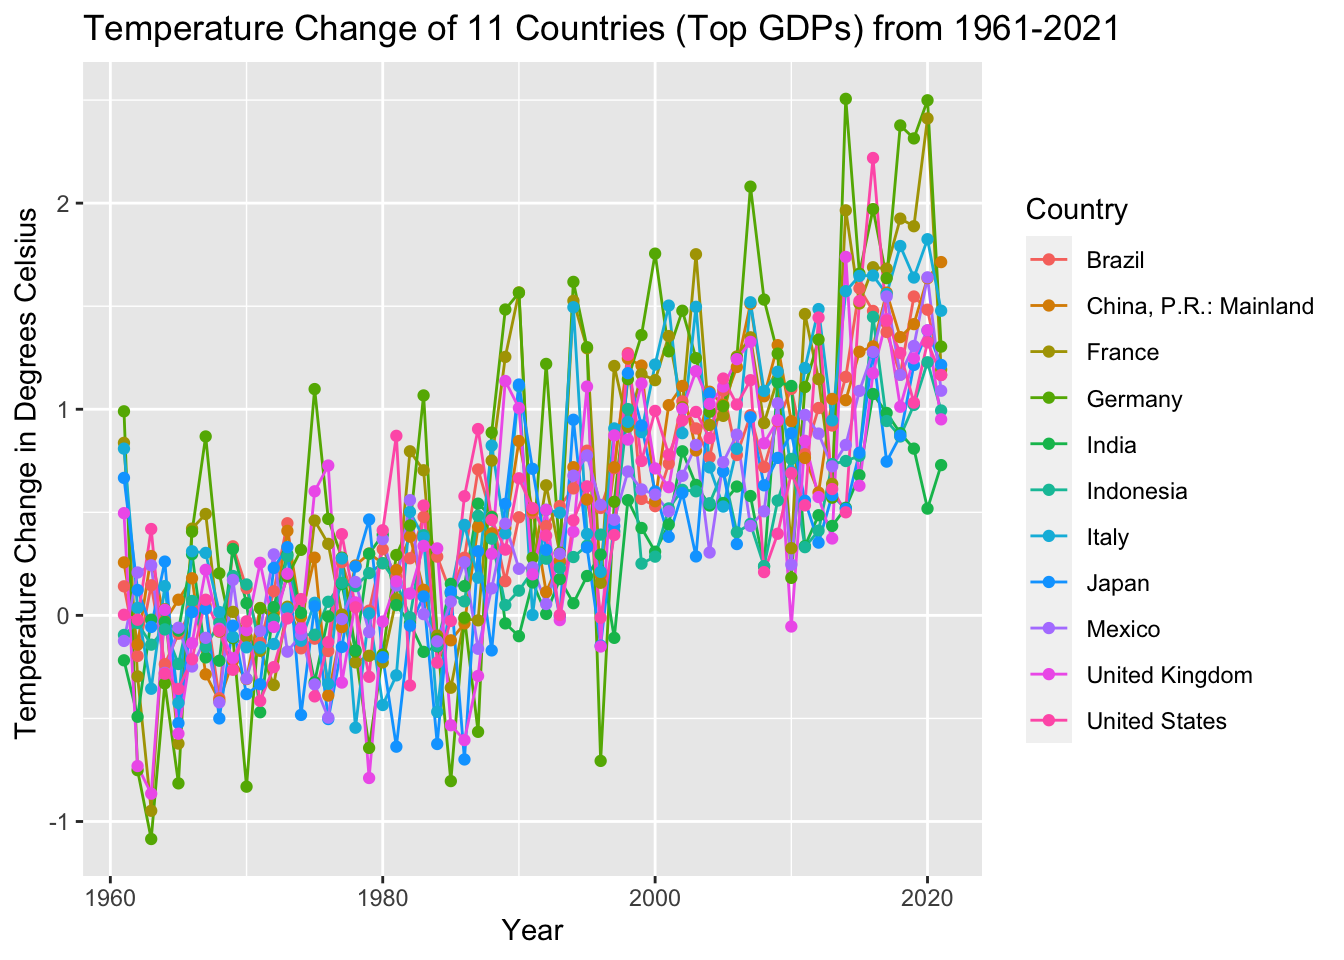 Temperature Change of 11 Countries (Top GDPs) from 1961-2021
Temperature Change in Degrees Celsius
2
1
0
-1
1960
1980
2000
2020
Year
Country
Brazil
China, P.R.: Mainland
France
Germany
India
Indonesia
Italy
Japan
Mexico
United Kingdom
United States